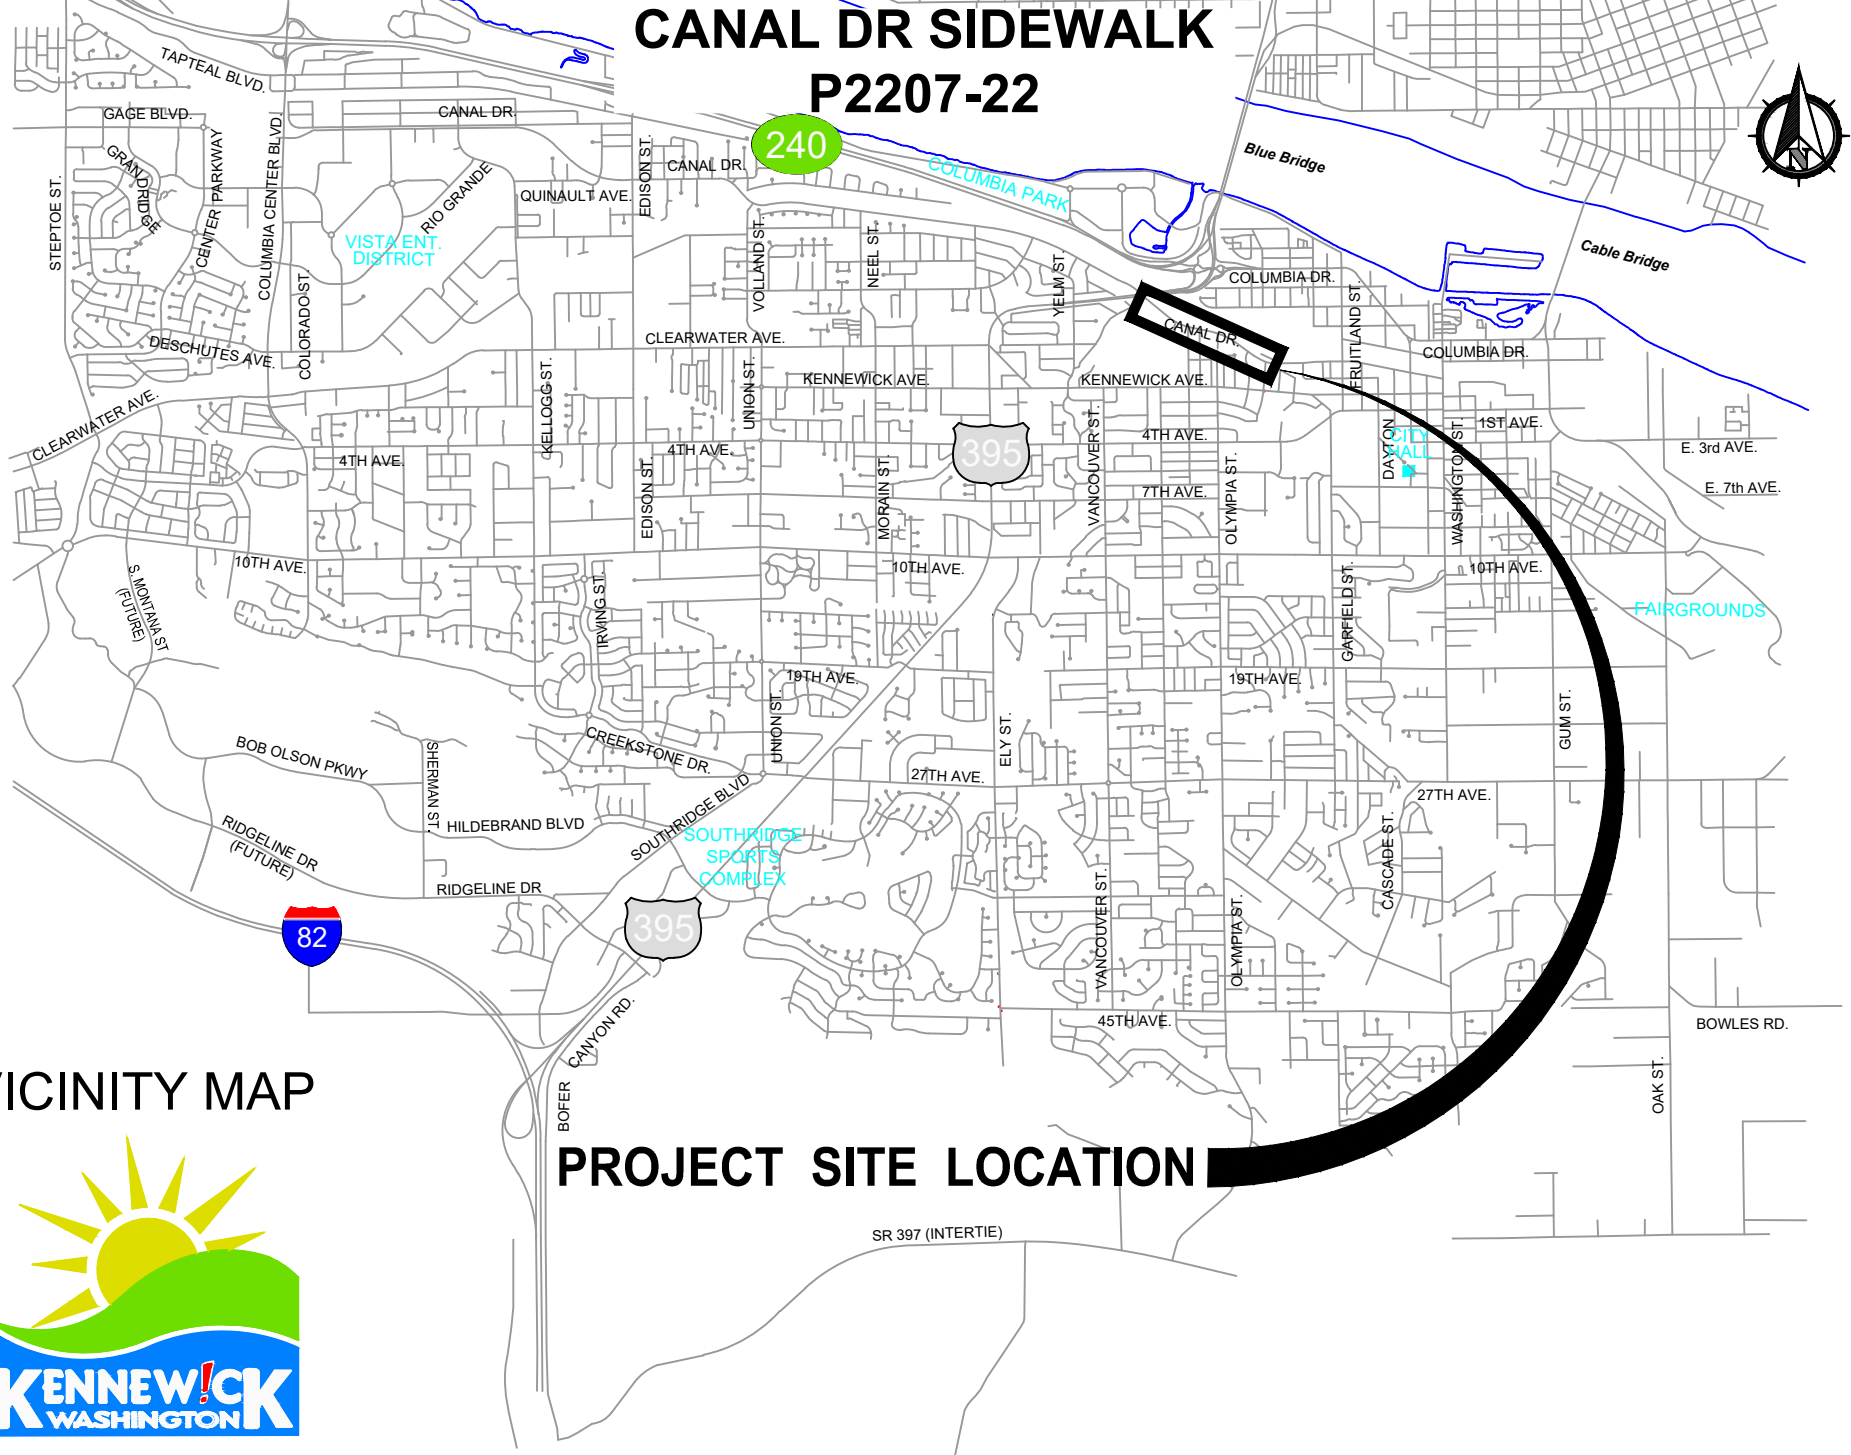 CANAL DR SIDEWALK
P2207-22
TAPTEAL BLVD.
GAGE BLVD.
CANAL DR.
240
CANAL DR.
Blue Bridge
COLUMBIA PARK
GRANDRIDGE
CENTER PARKWAY
COLUMBIA CENTER BLVD.
STEPTOE ST.
RIO GRANDE
QUINAULT AVE.
EDISON ST.
VISTA ENT.
DISTRICT
VOLLAND ST.
NEEL ST.
YELM ST.
Cable Bridge
N
COLORADO ST.
COLUMBIA DR.
FRUITLAND ST.
CANAL DR.
DESCHUTES AVE.
CLEARWATER AVE.
COLUMBIA DR.
KENNEWICK AVE.
KENNEWICK AVE.
CLEARWATER AVE.
KELLOGG ST.
UNION ST.
4TH AVE.
4TH AVE.
395
4TH AVE.
VANCOUVER ST.
DAYTON
CITY
HALL
WASHINGTON ST.
1ST AVE.
E. 3rd AVE.
E. 7th AVE.
EDISON ST.
MORAIN ST.
7TH AVE.
OLYMPIA ST.
10TH AVE.
10TH AVE.
10TH AVE.
S. MONTANA ST
(FUTURE)
IRVING ST.
GARFIELD ST.
FAIRGROUNDS
19TH AVE.
19TH AVE.
UNION ST.
ELY ST.
GUM ST.
BOB OLSON PKWY
SHERMAN ST.
CREEKSTONE DR.
27TH AVE.
27TH AVE.
SOUTHRIDGE BLVD
HILDEBRAND BLVD
SOUTHRIDGE
SPORTS
COMPLEX
RIDGELINE DR
(FUTURE)
RIDGELINE DR
CASCADE ST.
VANCOUVER ST.
OLYMPIA ST.
82
395
45TH AVE.
BOWLES RD.
CANYON RD.
BOFER
OAK ST.
VICINITY MAP
PROJECT SITE LOCATION
SR 397 (INTERTIE)
KENNEW!CK
WASHINGTON